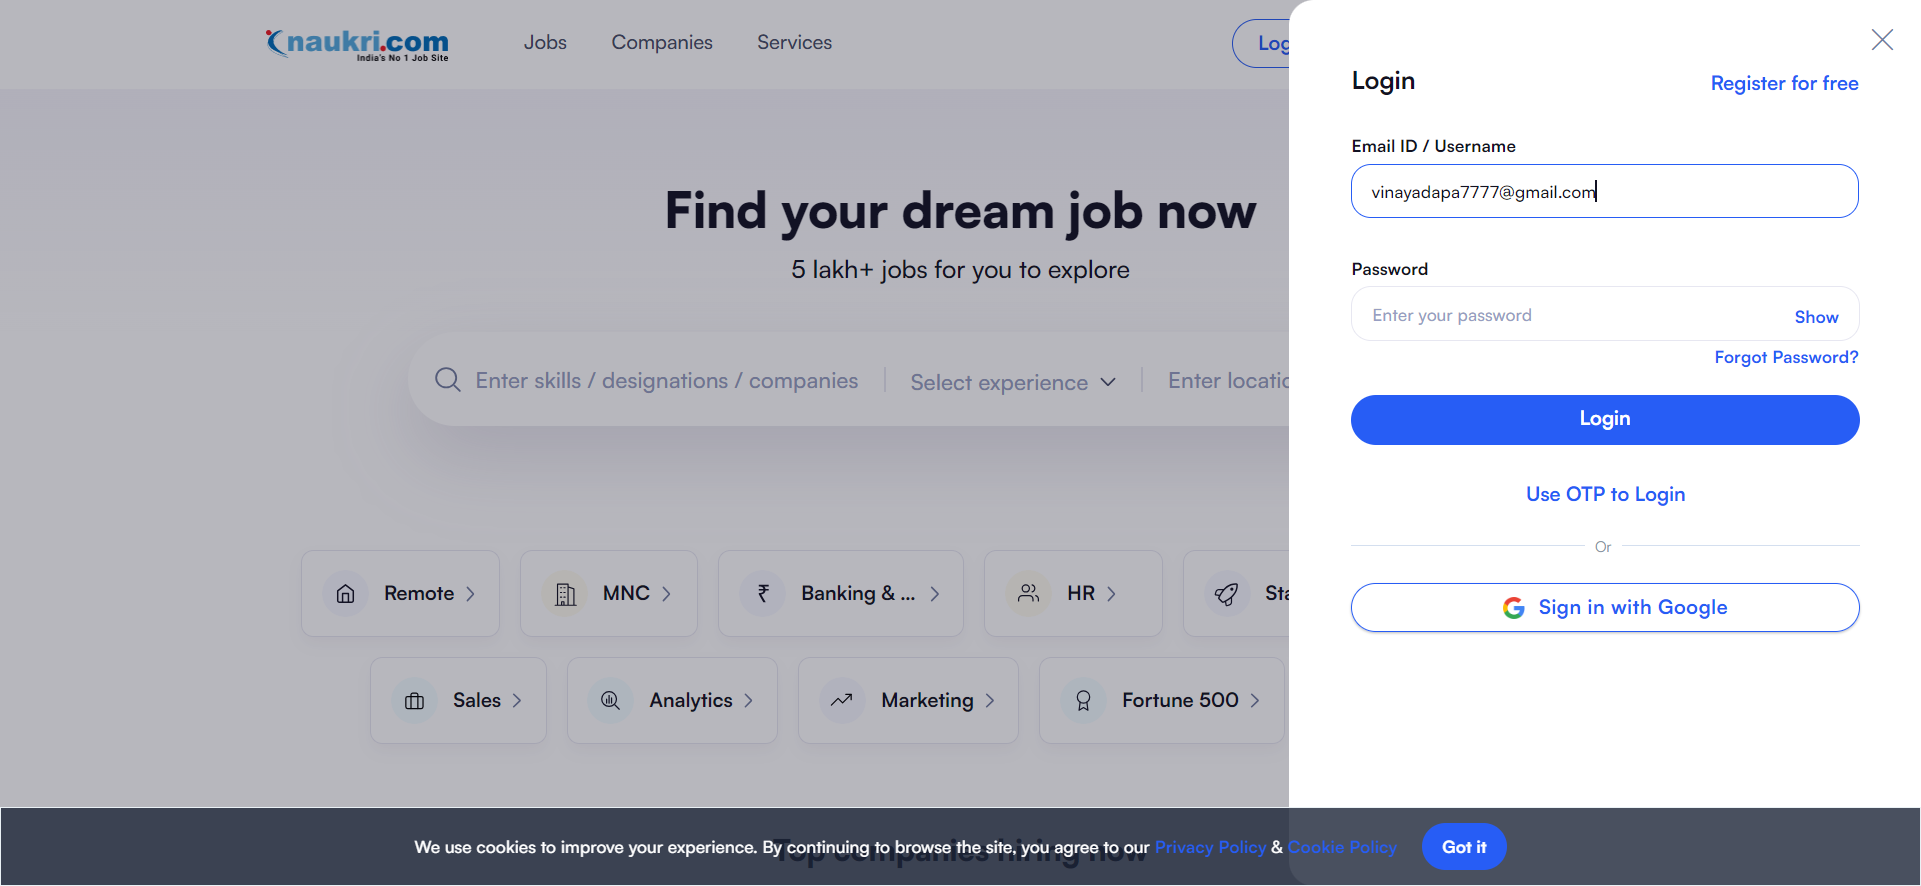 naukri.com
India's No 1 Job Site
Jobs
Companies
Services
Log
Find your dream job now
5 lakh+ jobs for you to explore
Enter skills / designations / companies
Select experience
Enter locatic
Remote
MNC
Banking & ...
HR
Sta
Sales
Analytics
Marketing
Fortune 500
Login
Register for free
Email ID / Username
vinayadapa7777@gmail.com
Password
Enter your password
Show
Forgot Password?
Login
Use OTP to Login
Or
Sign in with Google
Top companies hiring now
We use cookies to improve your experience. By continuing to browse the site, you agree to our Privacy Policy & Cookie Policy
Got it